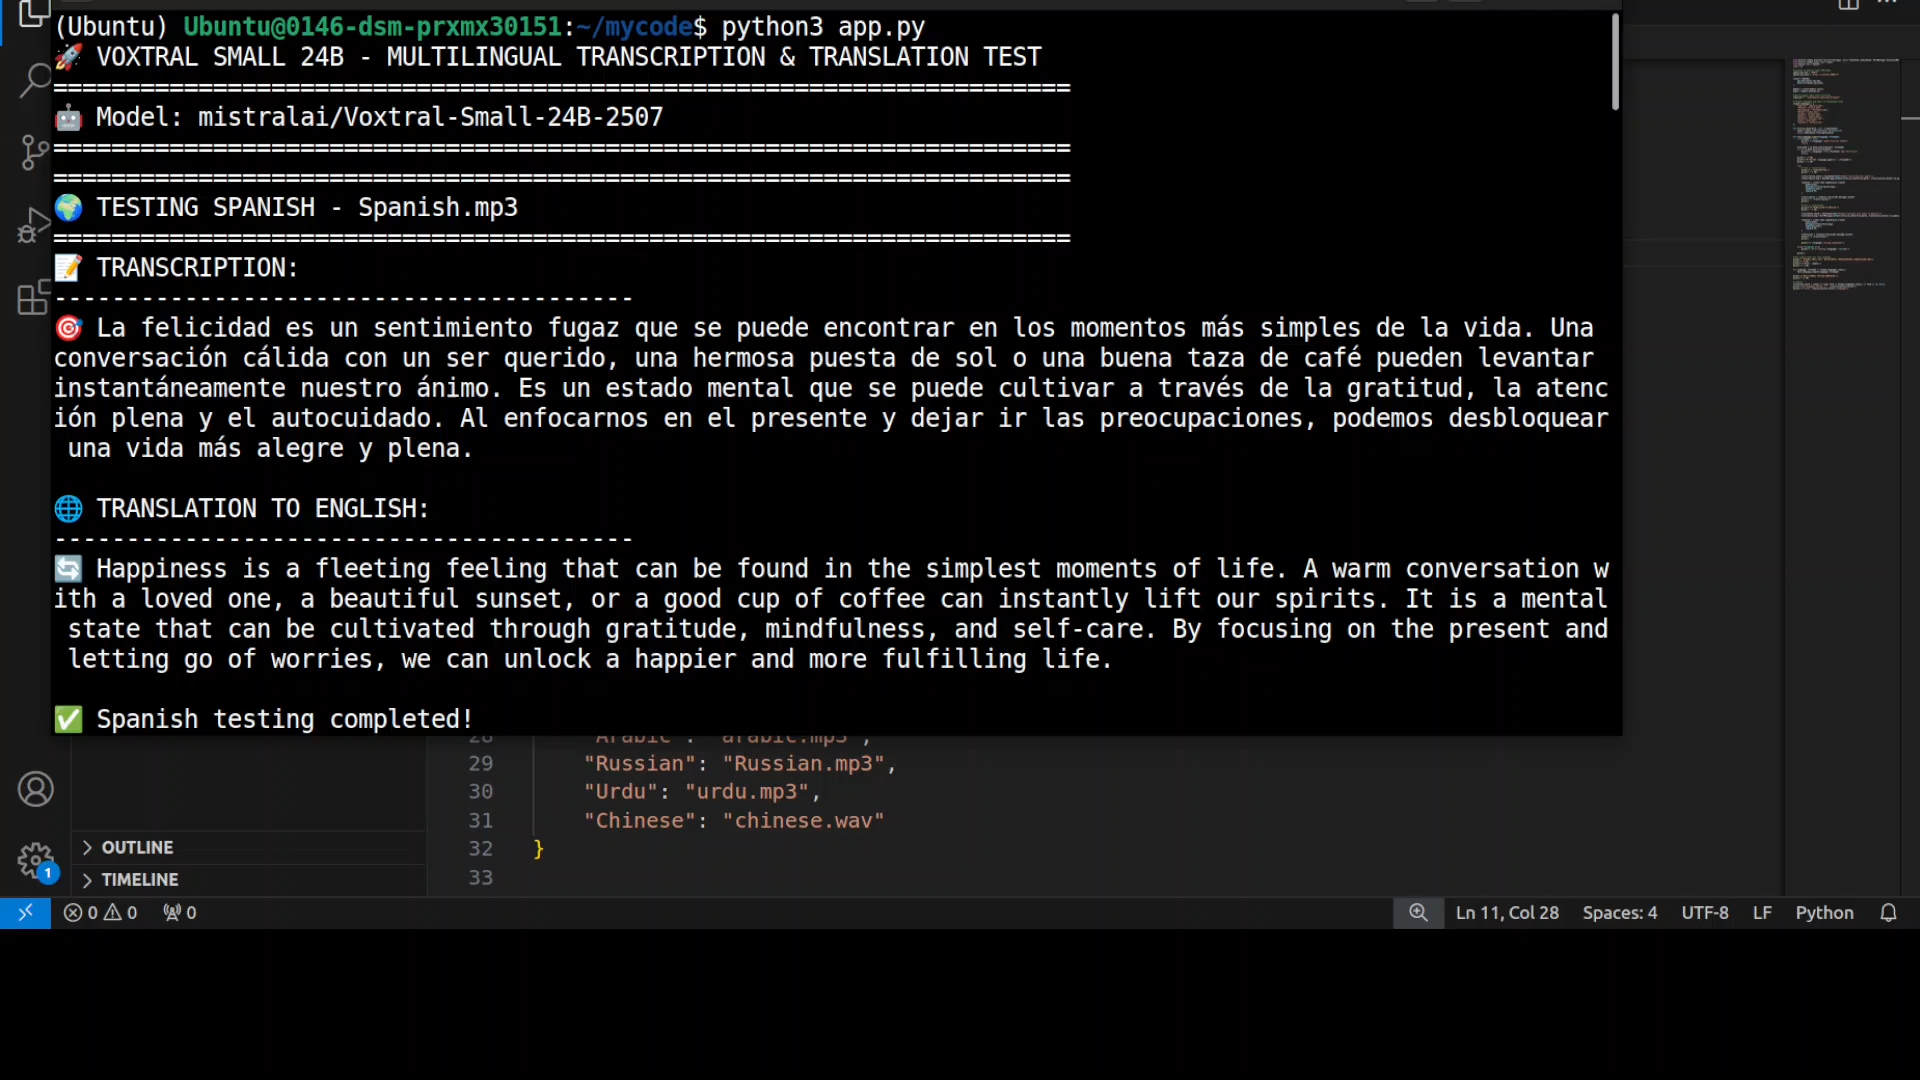 (Ubuntu) Ubuntu@0146-dsm-prxmx30151:~/mycode$ python3 app.py
🚀 VOXTRAL SMALL 24B - MULTILINGUAL TRANSCRIPTION & TRANSLATION TEST
======================================================================
🤖 Model: mistralai/Voxtral-Small-24B-2507
======================================================================
======================================================================
🌍 TESTING SPANISH - Spanish.mp3
======================================================================
📝 TRANSCRIPTION:
----------------------------------------
🎯 La felicidad es un sentimiento fugaz que se puede encontrar en los momentos más simples de la vida. Una
conversación cálida con un ser querido, una hermosa puesta de sol o una buena taza de café pueden levantar
instantáneamente nuestro ánimo. Es un estado mental que se puede cultivar a través de la gratitud, la atenc
ión plena y el autocuidado. Al enfocarnos en el presente y dejar ir las preocupaciones, podemos desbloquear
una vida más alegre y plena.
🌐 TRANSLATION TO ENGLISH:
----------------------------------------
🔄 Happiness is a fleeting feeling that can be found in the simplest moments of life. A warm conversation w
ith a loved one, a beautiful sunset, or a good cup of coffee can instantly lift our spirits. It is a mental
state that can be cultivated through gratitude, mindfulness, and self-care. By focusing on the present and
letting go of worries, we can unlock a happier and more fulfilling life.
✅ Spanish testing completed!
28 "Arabic": "arabic.mp3",
29 "Russian": "Russian.mp3",
30 "Urdu": "urdu.mp3",
31 "Chinese": "chinese.wav"
32 }
33
OUTLINE
TIMELINE
1
0 0 0
Ln 11, Col 28 Spaces: 4 UTF-8 LF Python